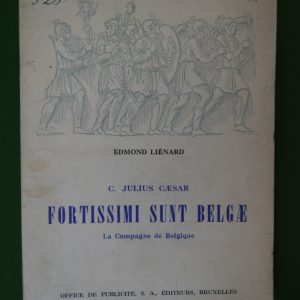 EDMOND LIÉNARD
C. JULIUS CÆSAR
FORTISSIMI SUNT BELGÆ
La Campagne de Belgique
OFFICE DE PUBLICITÉ, S. A., ÉDITEURS, BRUXELLES